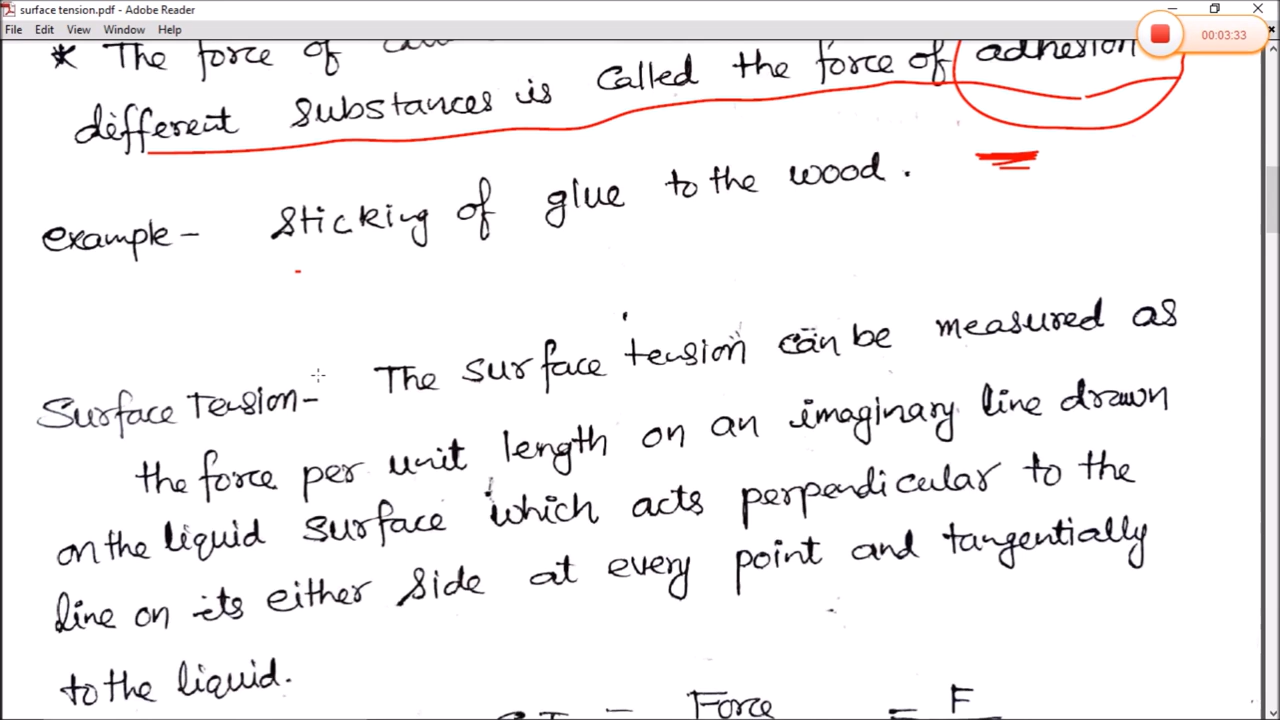 surface tension.pdf - Adobe Reader
File Edit View Window Help
00:03:33
* The force of
different substances is called the force of adhesion
example - Sticking of glue to the wood.
Surface Tension - The surface tension can be measured as
the force per unit length on an imaginary line drawn
on the liquid surface which acts perpendicular to the
line on its either side at every point and tangentially
to the liquid.
Force F
=